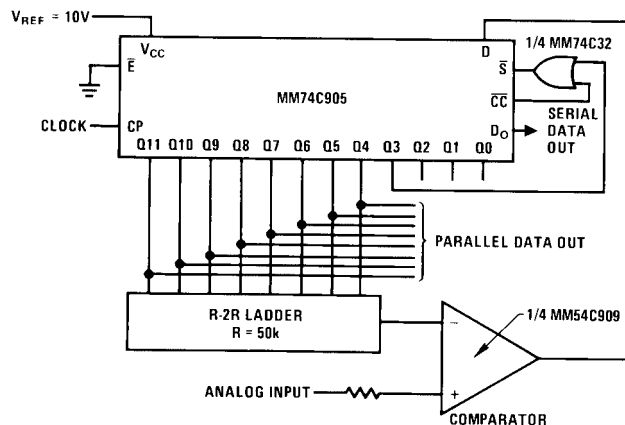 V_REF = 10V
V_CC
D
1/4 MM74C32
E̅
S̅
MM74C905
C̅C̅
CLOCK
CP
D_O
SERIAL
DATA
OUT
Q11 Q10 Q9 Q8 Q7 Q6 Q5 Q4 Q3 Q2 Q1 Q0
PARALLEL DATA OUT
R-2R LADDER
R = 50k
−
1/4 MM54C909
ANALOG INPUT
+
COMPARATOR